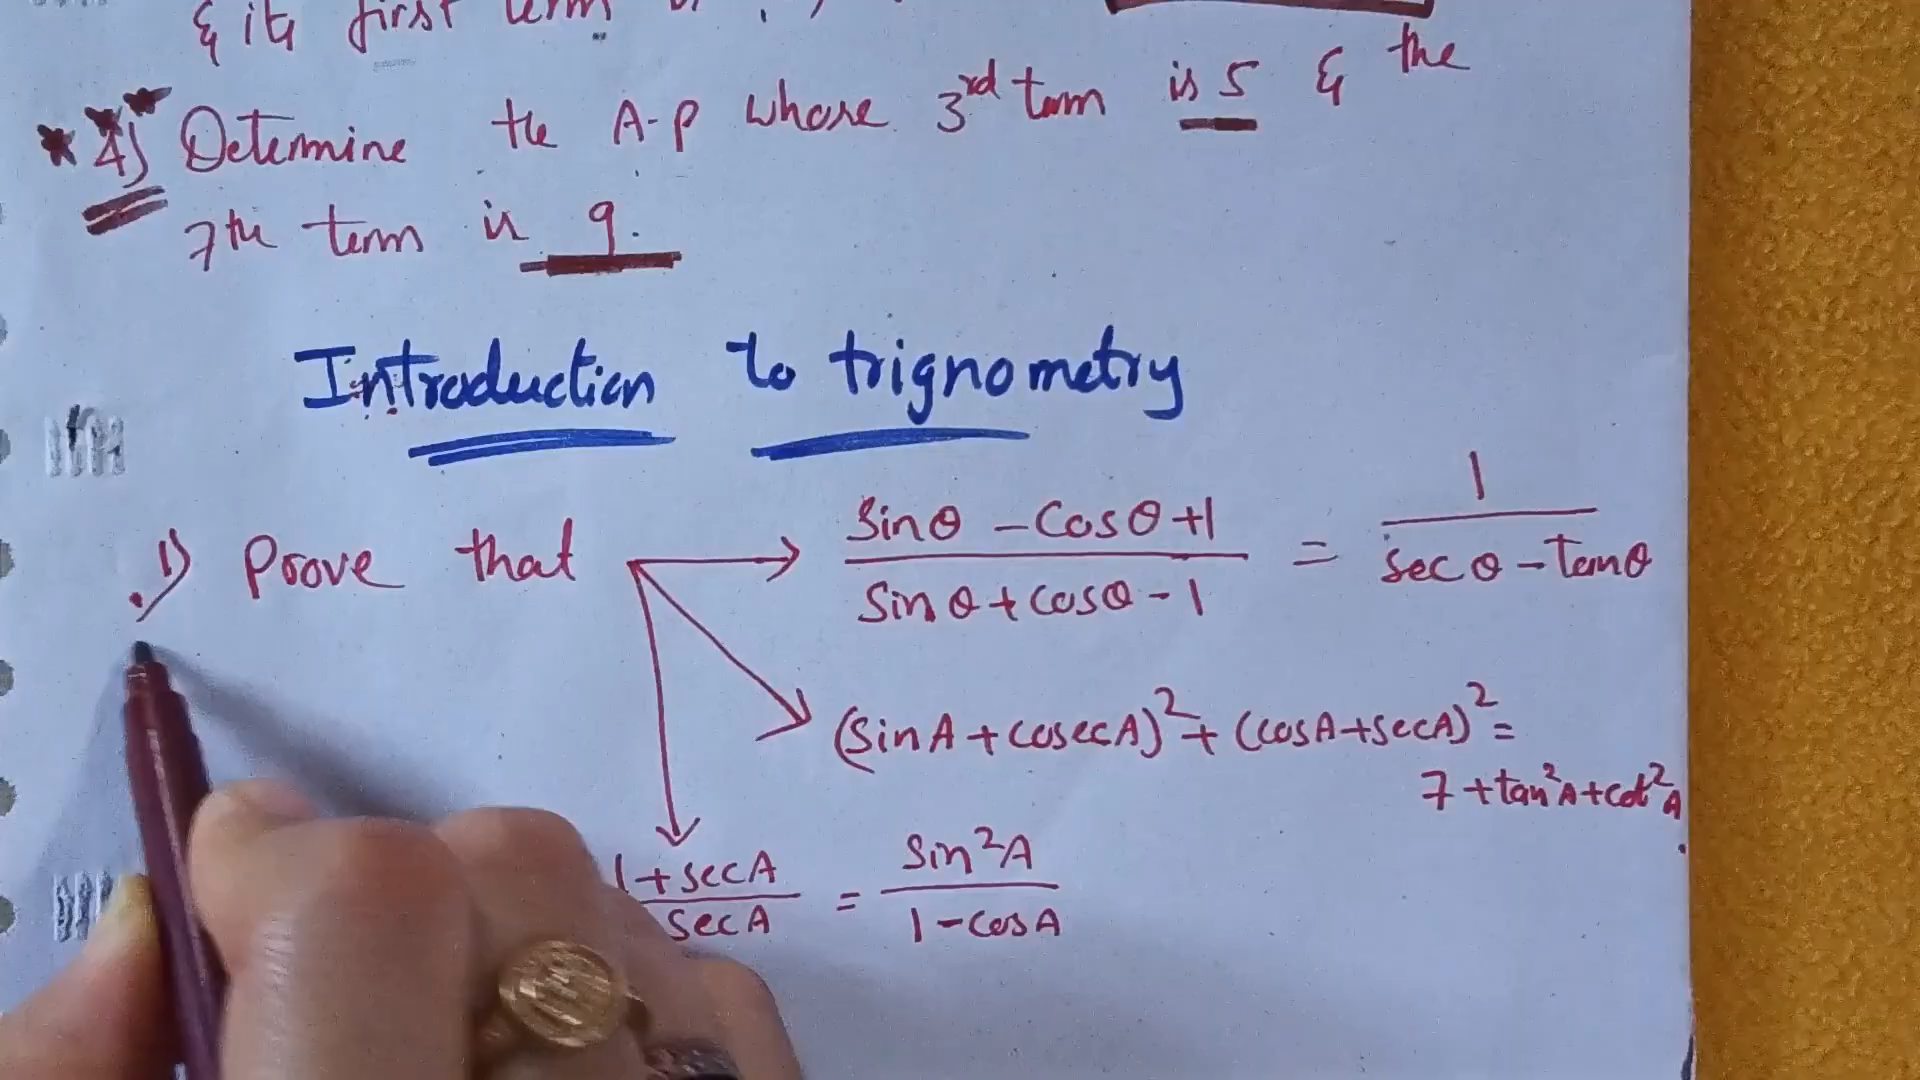 & its first term
*4) Determine the A-P whose 3rd term is 5 & the
7th term is 9.
Introduction to trignometry
1) Prove that → (sinθ - cosθ + 1)/(sinθ + cosθ - 1) = 1/(secθ - tanθ)
(sinA + cosecA)² + (cosA + secA)² =
7 + tan²A + cot²A.
(1 + secA)/(secA) = (sin²A)/(1 - cosA)